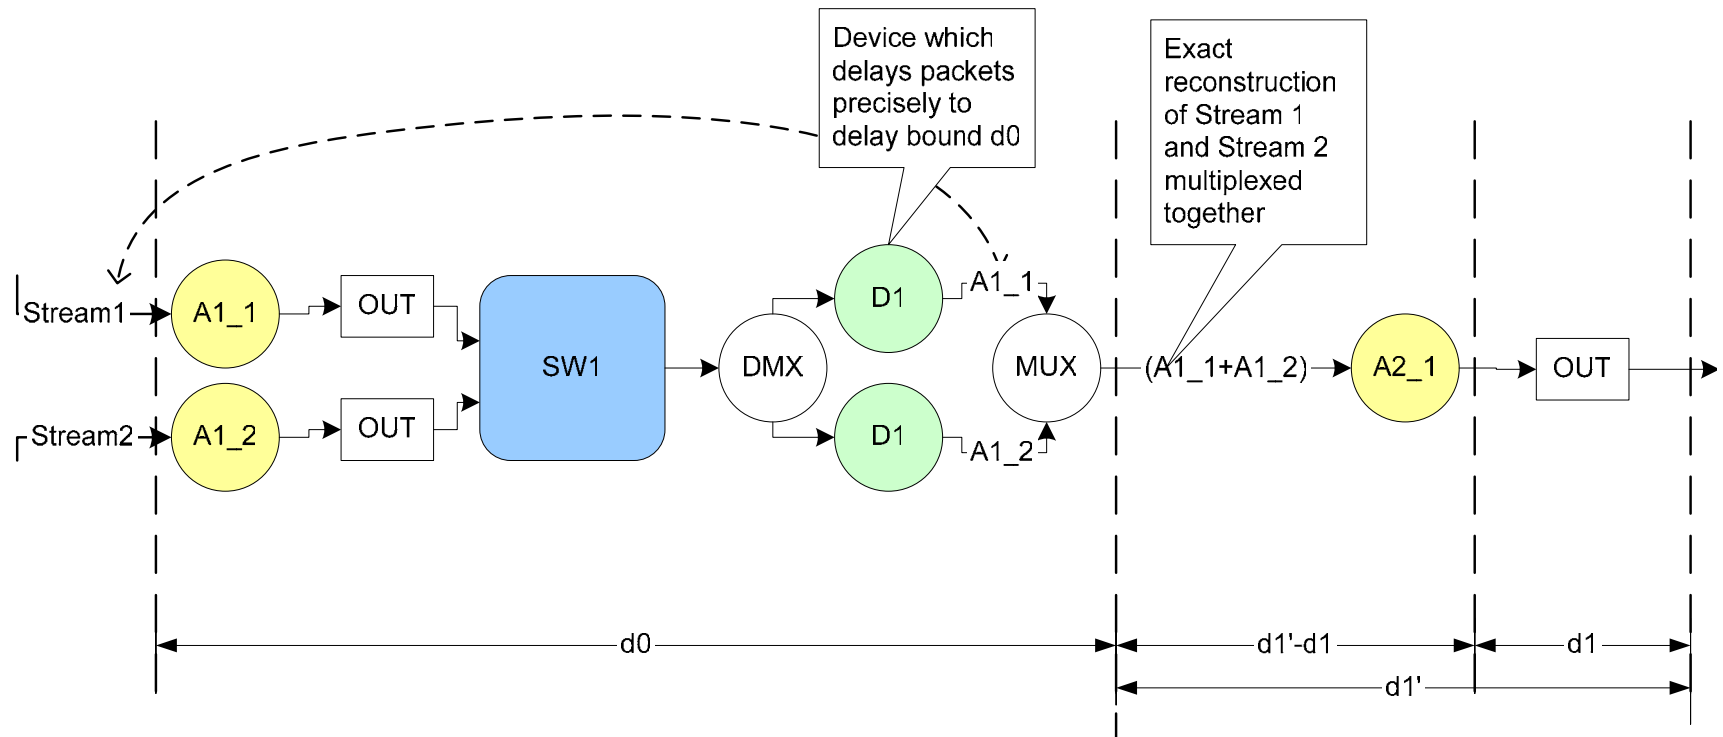 Device which
delays packets
precisely to
delay bound d0
Exact
reconstruction
of Stream 1
and Stream 2
multiplexed
together
Stream1
A1_1
OUT
D1
A1_1
SW1
DMX
MUX
(A1_1+A1_2)
A2_1
OUT
Stream2
A1_2
OUT
D1
A1_2
d0
d1'-d1
d1
d1'